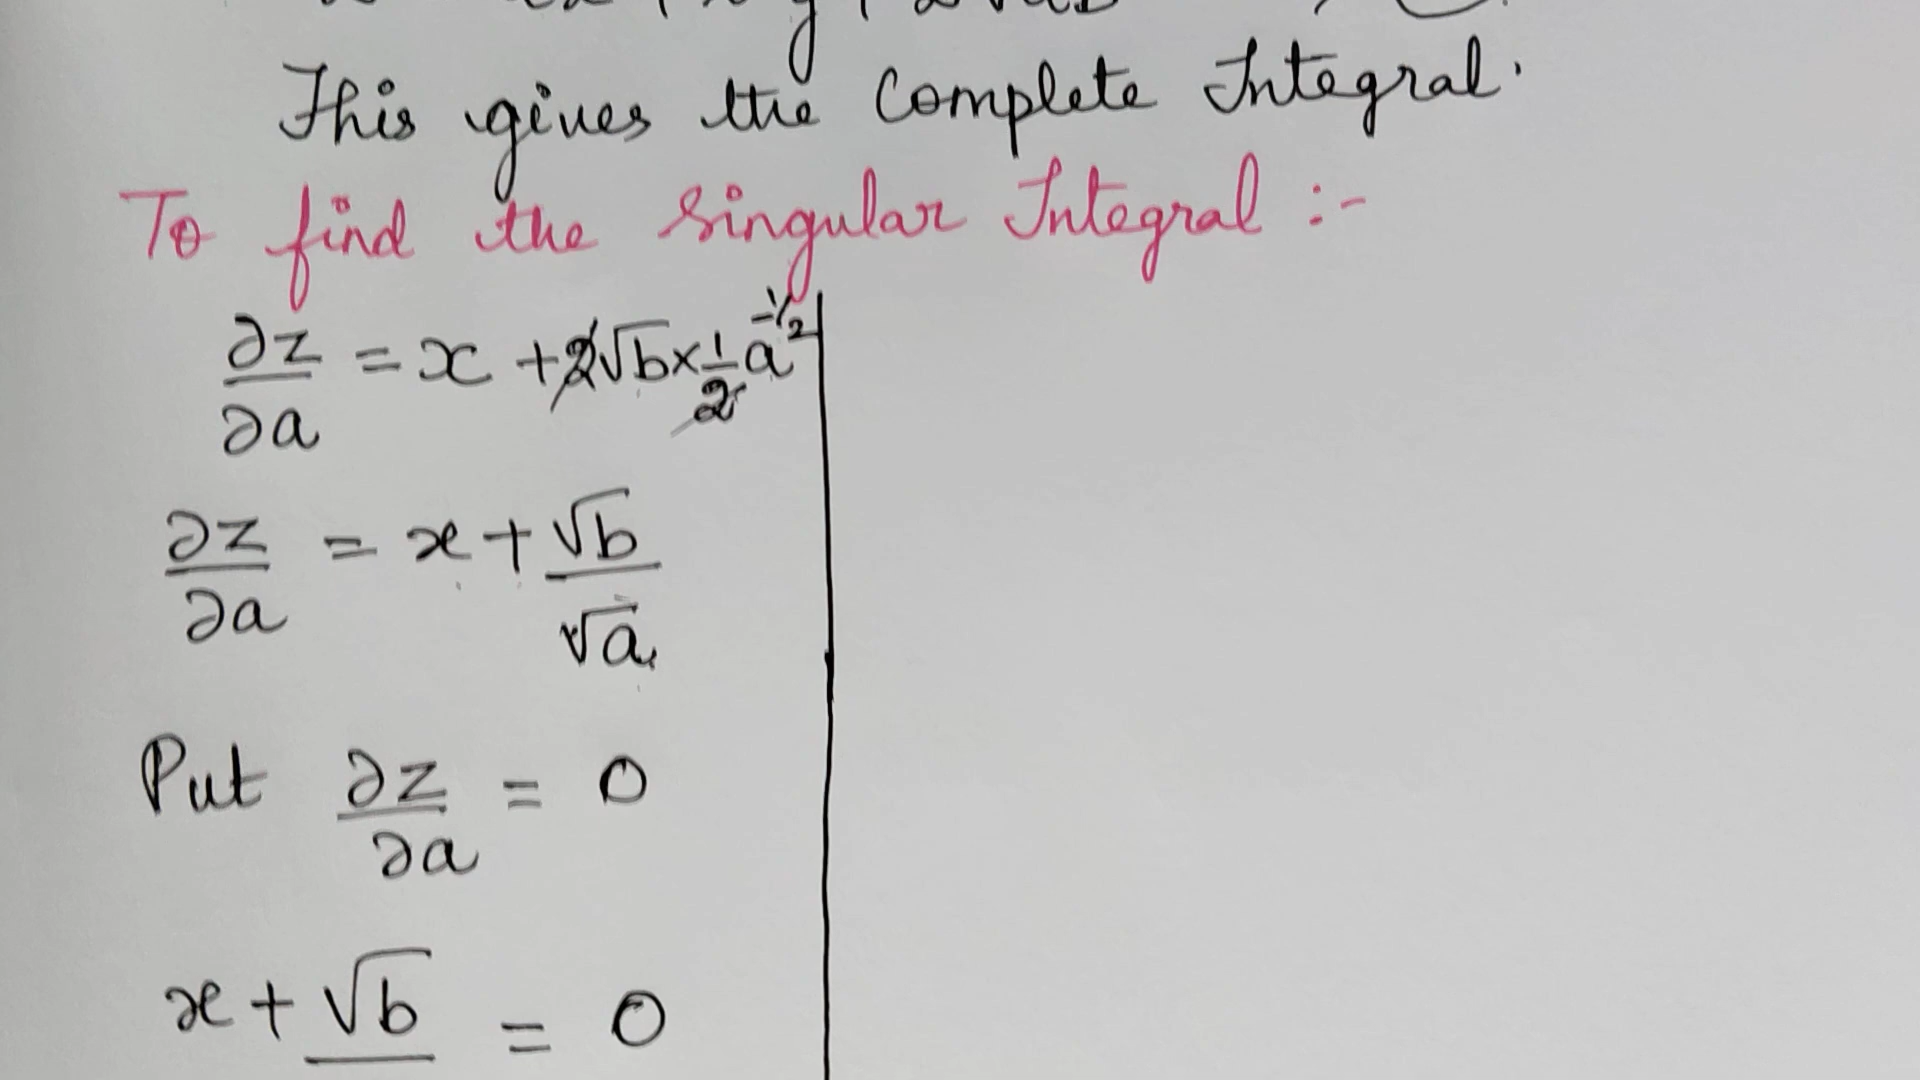 This gives the Complete Integral.
To find the Singular Integral :-
∂z/∂a = x + 2√b × 1/2 a^-1/2
∂z/∂a = x + √b/√a
Put ∂z/∂a = 0
x + √b = 0